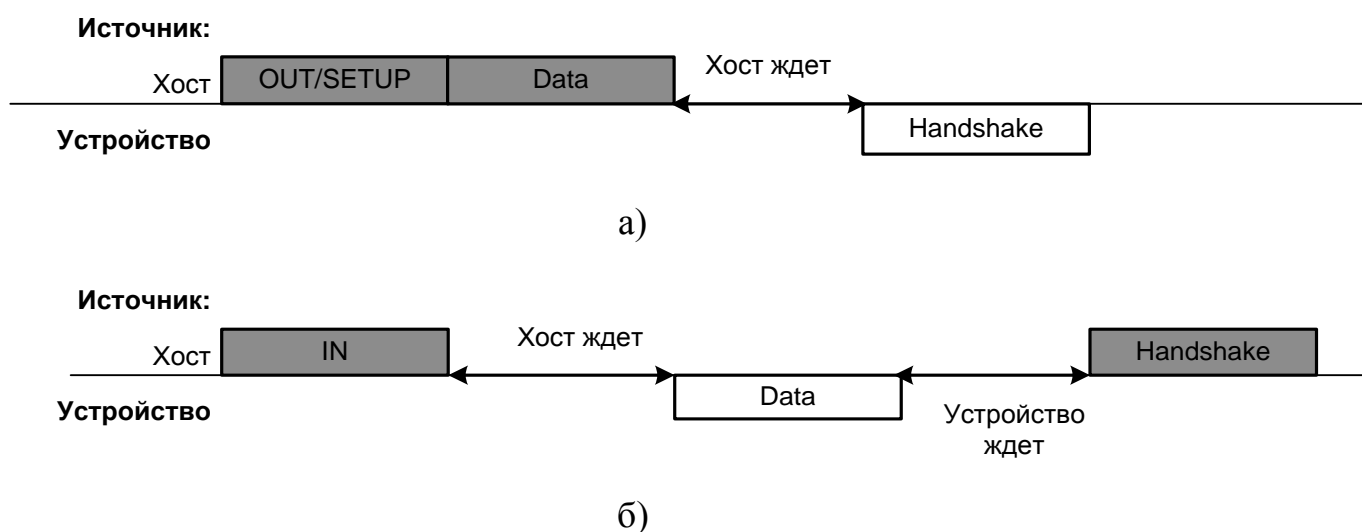 Источник:
Хост OUT/SETUP Data Хост ждет
Устройство Handshake
а)
Источник:
Хост IN Хост ждет Handshake
Устройство Data Устройство
ждет
б)